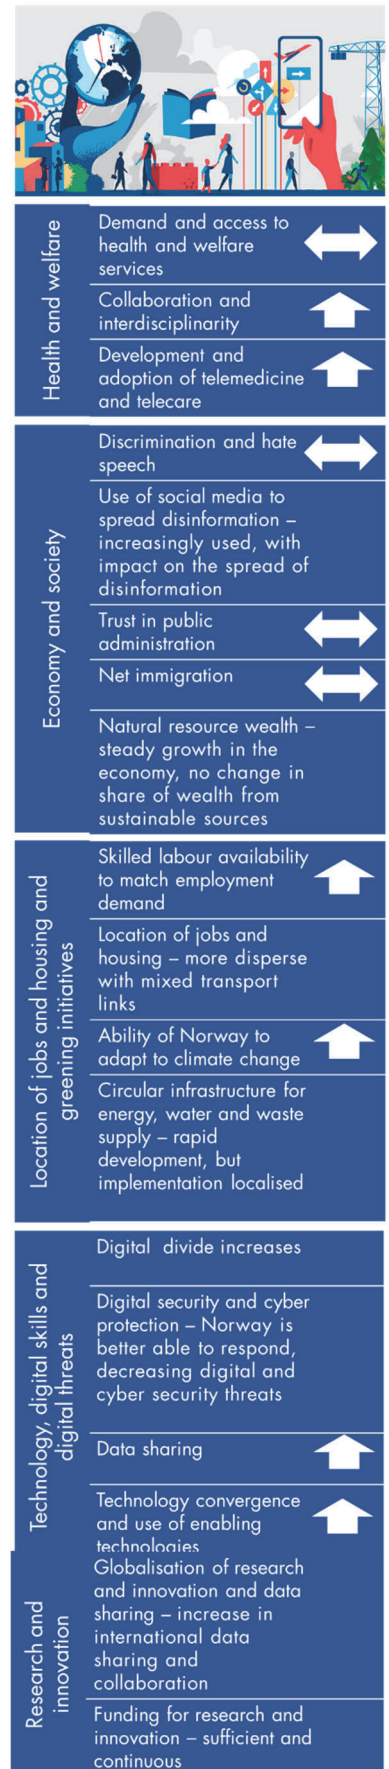 Health and welfare
Demand and access to
health and welfare
services
Collaboration and
interdisciplinarity
Development and
adoption of telemedicine
and telecare
Economy and society
Discrimination and hate
speech
Use of social media to
spread disinformation –
increasingly used, with
impact on the spread of
disinformation
Trust in public
administration
Net immigration
Natural resource wealth –
steady growth in the
economy, no change in
share of wealth from
sustainable sources
Location of jobs and housing and
greening initiatives
Skilled labour availability
to match employment
demand
Location of jobs and
housing – more disperse
with mixed transport
links
Ability of Norway to
adapt to climate change
Circular infrastructure for
energy, water and waste
supply – rapid
development, but
implementation localised
Technology, digital skills and
digital threats
Digital divide increases
Digital security and cyber
protection – Norway is
better able to respond,
decreasing digital and
cyber security threats
Data sharing
Technology convergence
and use of enabling
technologies
Research and
innovation
Globalisation of research
and innovation and data
sharing – increase in
international data
sharing and
collaboration
Funding for research and
innovation – sufficient and
continuous